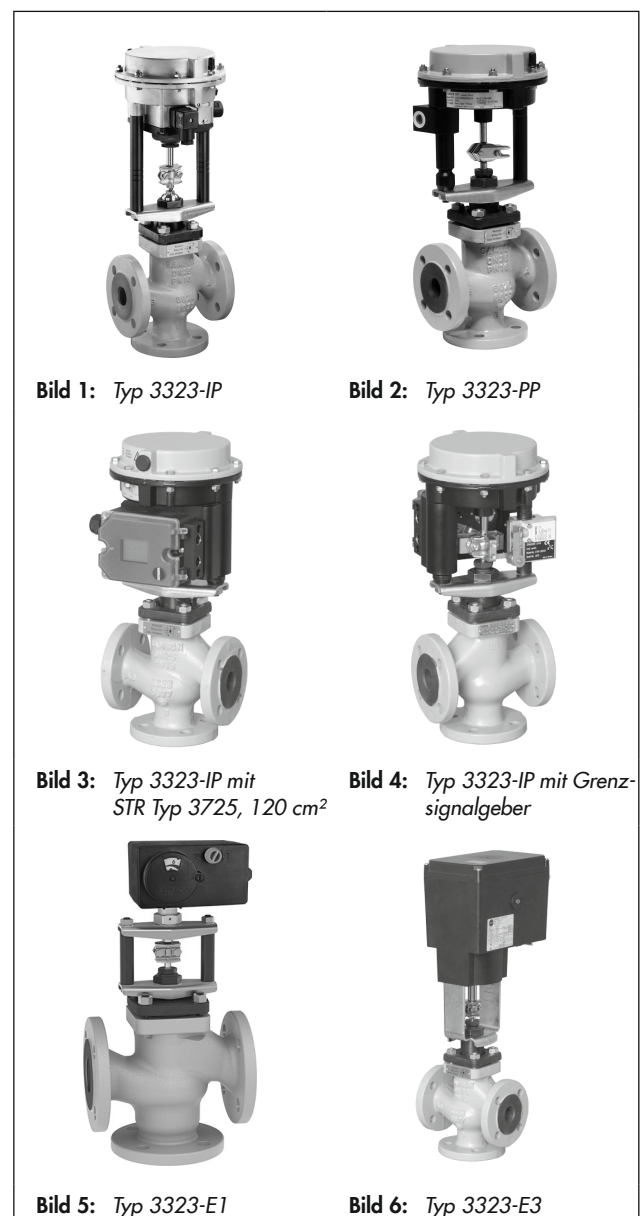 Bild 1: Typ 3323-IP
Bild 2: Typ 3323-PP
Bild 3: Typ 3323-IP mit
STR Typ 3725, 120 cm²
Bild 4: Typ 3323-IP mit Grenz-
signalgeber
Bild 5: Typ 3323-E1
Bild 6: Typ 3323-E3